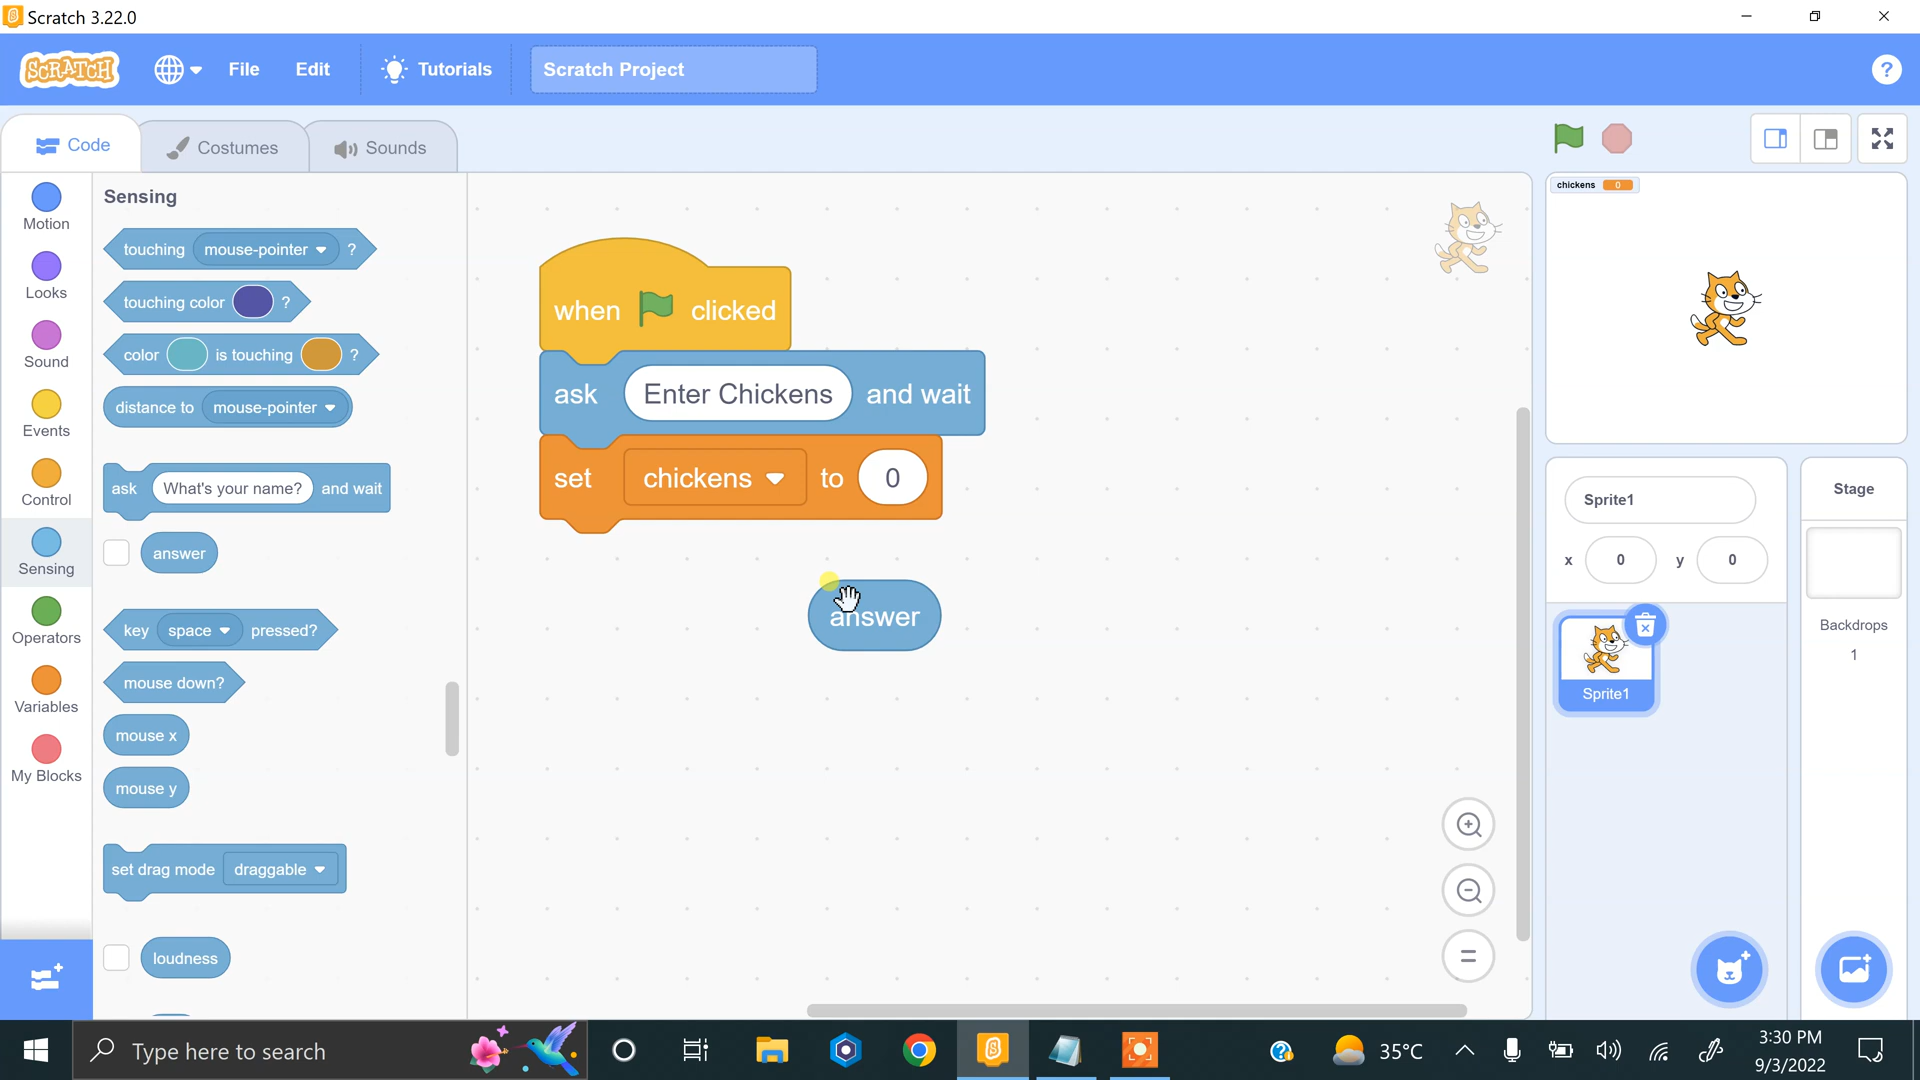 Scratch 3.22.0
SCRATCH
File
Edit
Tutorials
Scratch Project
?
Code
Costumes
Sounds
Motion
Looks
Sound
Events
Control
Sensing
Operators
Variables
My Blocks
Sensing
touching mouse-pointer ?
touching color ?
color is touching ?
distance to mouse-pointer
ask What's your name? and wait
answer
key space pressed?
mouse down?
mouse x
mouse y
set drag mode draggable
loudness
when clicked
ask Enter Chickens and wait
set chickens to 0
answer
chickens 0
Sprite1
x 0 y 0
Sprite1
Stage
Backdrops
1
Type here to search
35°C
3:30 PM
9/3/2022